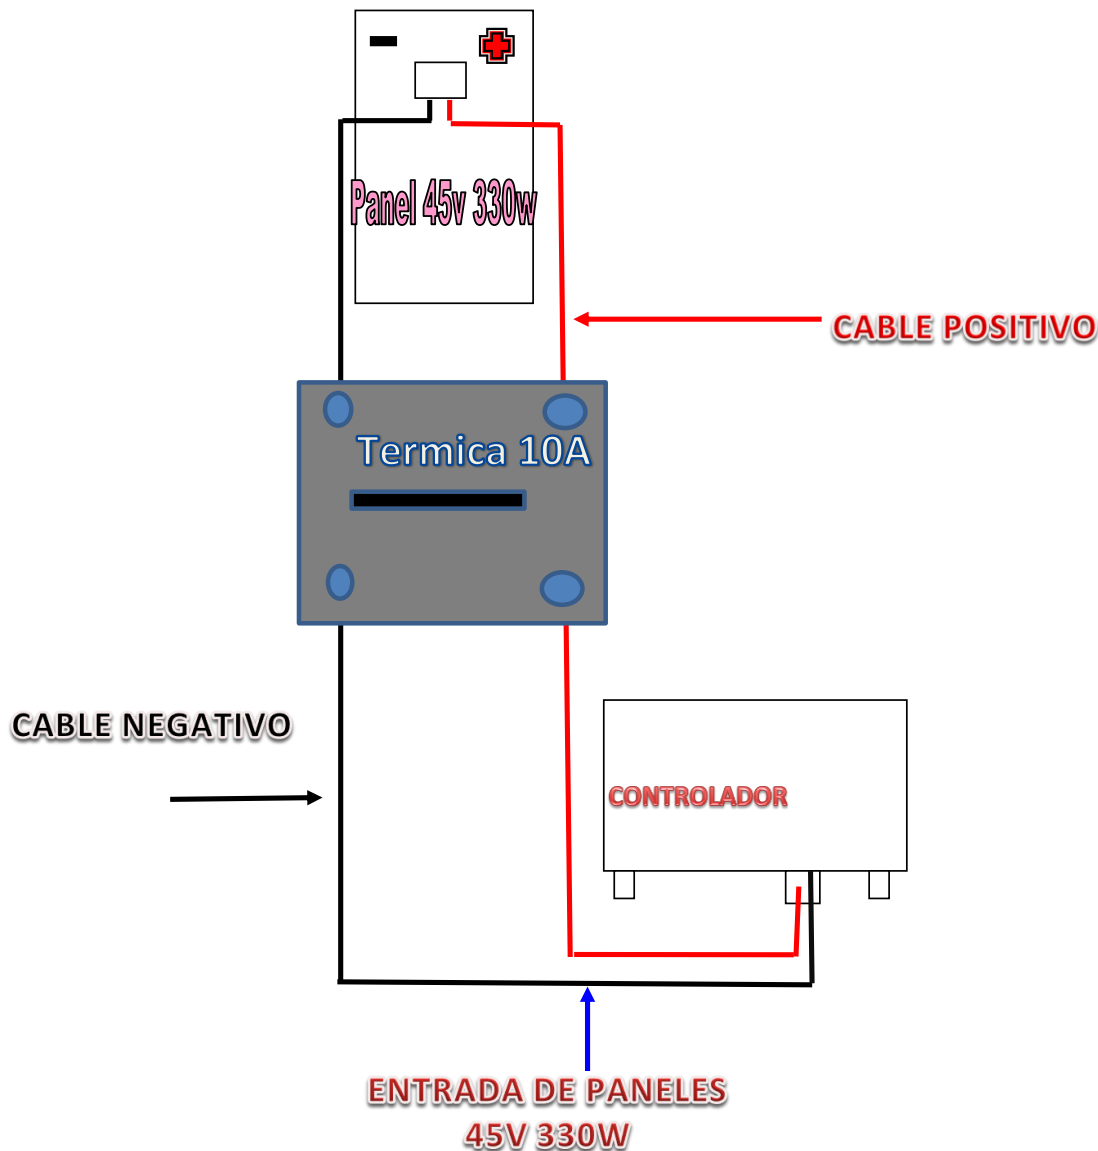 Panel 45v 330w
CABLE POSITIVO
Termica 10A
CABLE NEGATIVO
CONTROLADOR
ENTRADA DE PANELES
45V 330W